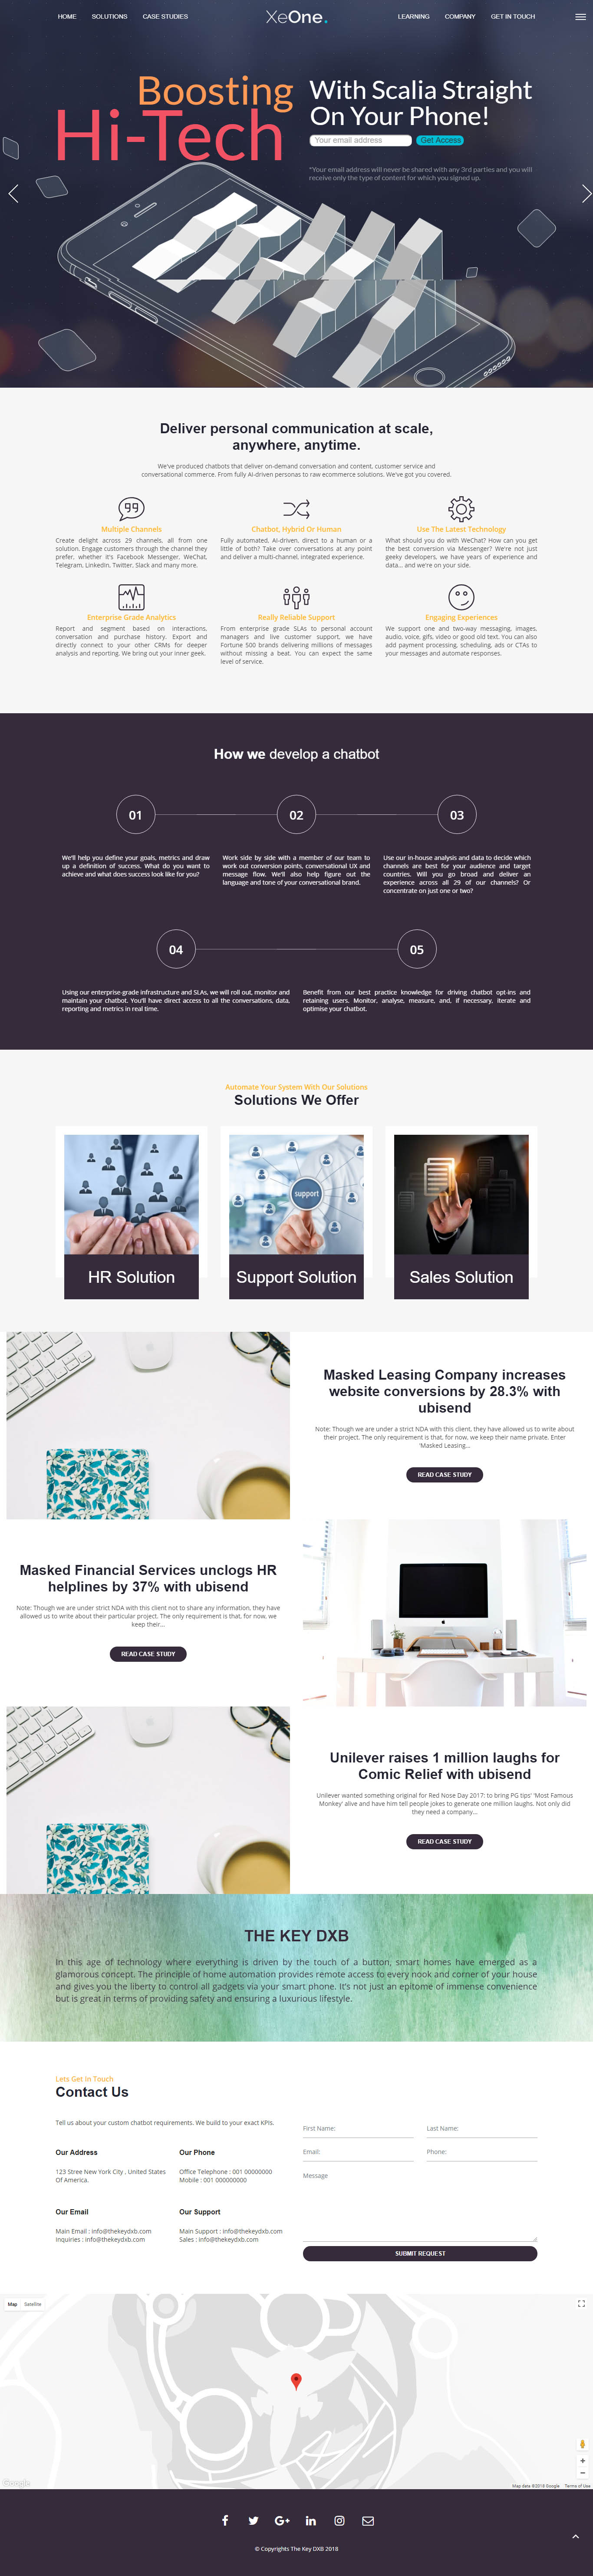 HOME SOLUTIONS CASE STUDIES XeOne. LEARNING COMPANY GET IN TOUCH
Boosting
Hi-Tech
With Scalia Straight
On Your Phone!
Your email address Get Access
*Your email address will never be shared with any 3rd parties and you will
receive only the type of content for which you signed up.
Deliver personal communication at scale,
anywhere, anytime.
We've produced chatbots that deliver on-demand conversation and content, customer service and
conversational commerce. From fully AI-driven personas to raw ecommerce solutions. We've got you covered.
Multiple Channels
Create delight across 29 channels, all from one
solution. Engage customers through the channel they
prefer, whether it's Facebook Messenger, WeChat,
Telegram, LinkedIn, Twitter, Slack and many more.
Chatbot, Hybrid Or Human
Fully automated, AI-driven, direct to a human or a
little of both? Take over conversations at any point
and deliver a multi-channel, integrated experience.
Use The Latest Technology
What should you do with WeChat? How can you get
the best conversion via Messenger? We're not just
geeky developers, we have years of experience and
data... and we're on your side.
Enterprise Grade Analytics
Report and segment based on interactions,
conversation and purchase history. Export and
directly connect to your other CRMs for deeper
analysis and reporting. We bring out your inner geek.
Really Reliable Support
From enterprise grade SLAs to personal account
managers and live customer support, we have
Fortune 500 brands delivering millions of messages
without missing a beat. You can expect the same
level of service.
Engaging Experiences
We support one and two-way messaging, images,
audio, voice, gifs, video or good old text. You can also
add payment processing, scheduling, ads or CTAs to
your messages and automate responses.
How we develop a chatbot
01
02
03
We'll help you define your goals, metrics and draw
up a definition of success. What do you want to
achieve and what does success look like for you?
Work side by side with a member of our team to
work out conversion points, conversational UX and
message flow. We'll also help figure out the
language and tone of your conversational brand.
Use our in-house analysis and data to decide which
channels are best for your audience and target
countries. Will you go broad and deliver an
experience across all 29 of our channels? Or
concentrate on just one or two?
04
05
Using our enterprise-grade infrastructure and SLAs, we will roll out, monitor and
maintain your chatbot. You'll have direct access to all the conversations, data,
reporting and metrics in real time.
Benefit from our best practice knowledge for driving chatbot opt-ins and
retaining users. Monitor, analyse, measure, and, if necessary, iterate and
optimise your chatbot.
Automate Your System With Our Solutions
Solutions We Offer
support
HR Solution
Support Solution
Sales Solution
Masked Leasing Company increases
website conversions by 28.3% with
ubisend
Note: Though we are under a strict NDA with this client, they have allowed us to write about
their project. The only requirement is that, for now, we keep their name private. Enter
'Masked Leasing...
READ CASE STUDY
Masked Financial Services unclogs HR
helplines by 37% with ubisend
Note: Though we are under strict NDA with this client not to share any information, they have
allowed us to write about their particular project. The only requirement is that, for now, we
keep their...
READ CASE STUDY
Unilever raises 1 million laughs for
Comic Relief with ubisend
Unilever wanted something original for Red Nose Day 2017: to bring PG tips' 'Most Famous
Monkey' alive and have him tell people jokes to generate one million laughs. Not only did
they need a company...
READ CASE STUDY
THE KEY DXB
In this age of technology where everything is driven by the touch of a button, smart homes have emerged as a
glamorous concept. The principle of home automation provides remote access to every nook and corner of your house
and gives you the liberty to control all gadgets via your smart phone. It's not just an epitome of immense convenience
but is great in terms of providing safety and ensuring a luxurious lifestyle.
Lets Get In Touch
Contact Us
Tell us about your custom chatbot requirements. We build to your exact KPIs.
Our Address
123 Stree New York City , United States
Of America.
Our Phone
Office Telephone : 001 00000000
Mobile : 001 000000000
Our Email
Main Email : info@thekeydxb.com
Inquiries : info@thekeydxb.com
Our Support
Main Support : info@thekeydxb.com
Sales : info@thekeydxb.com
First Name:
Last Name:
Email:
Phone:
Message
SUBMIT REQUEST
Map Satellite
Google
Map data ©2018 Google Terms of Use
© Copyrights The Key DXB 2018